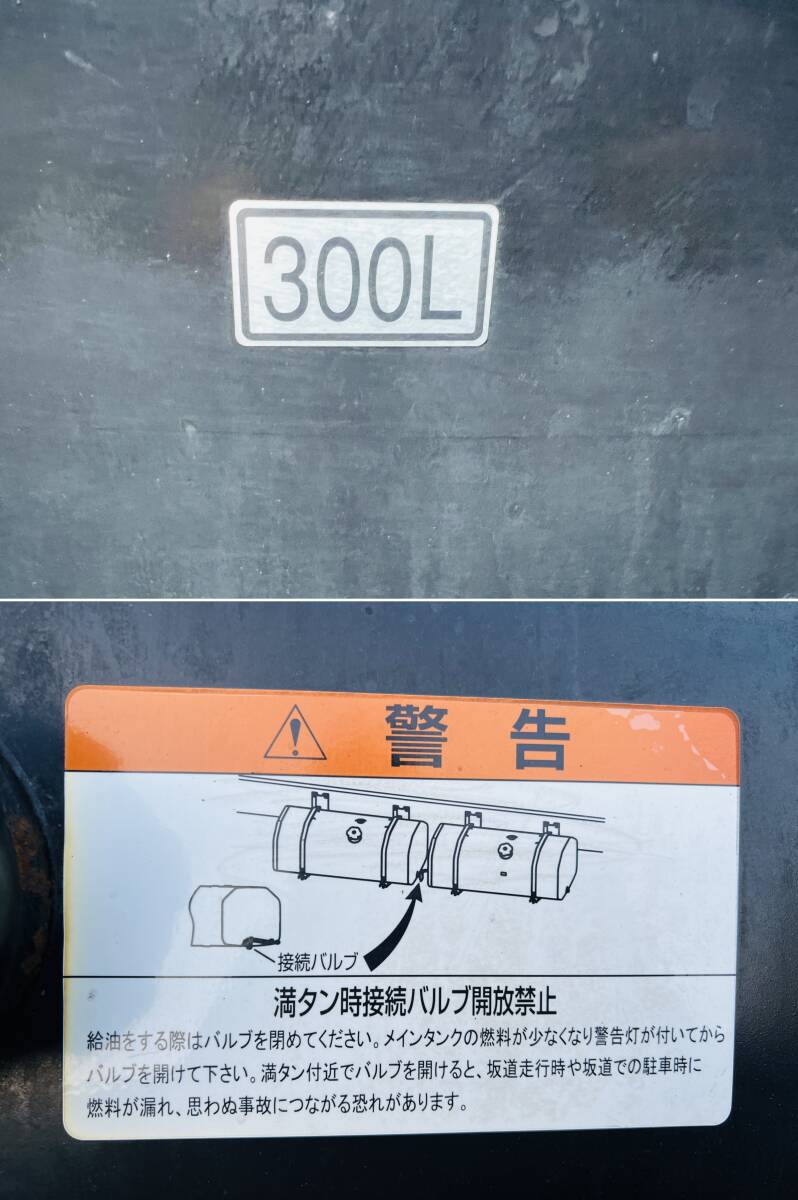 300L
警告
接続バルブ
満タン時接続バルブ開放禁止
給油をする際はバルブを閉めてください。メインタンクの燃料が少なくなり警告灯が付いてから
バルブを開けて下さい。満タン付近でバルブを開けると、坂道走行時や坂道での駐車時に
燃料が漏れ、思わぬ事故につながる恐れがあります。